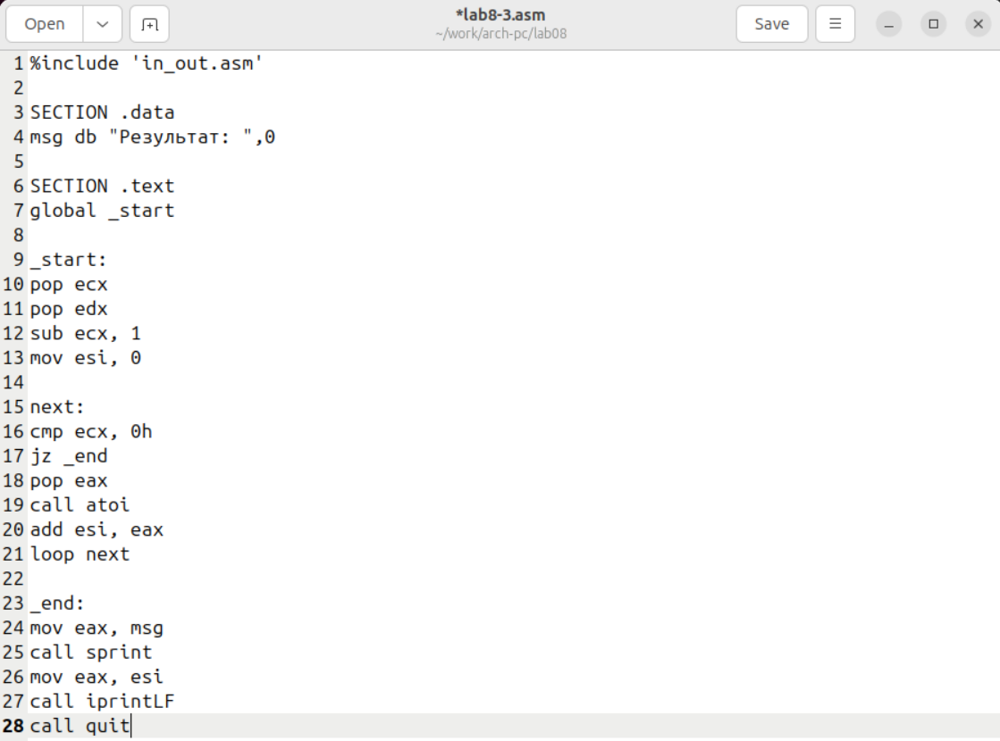 Open
*lab8-3.asm
~/work/arch-pc/lab08
Save
1 %include 'in_out.asm'
2
3 SECTION .data
4 msg db "Результат: ",0
5
6 SECTION .text
7 global _start
8
9 _start:
10 pop ecx
11 pop edx
12 sub ecx, 1
13 mov esi, 0
14
15 next:
16 cmp ecx, 0h
17 jz _end
18 pop eax
19 call atoi
20 add esi, eax
21 loop next
22
23 _end:
24 mov eax, msg
25 call sprint
26 mov eax, esi
27 call iprintLF
28 call quit